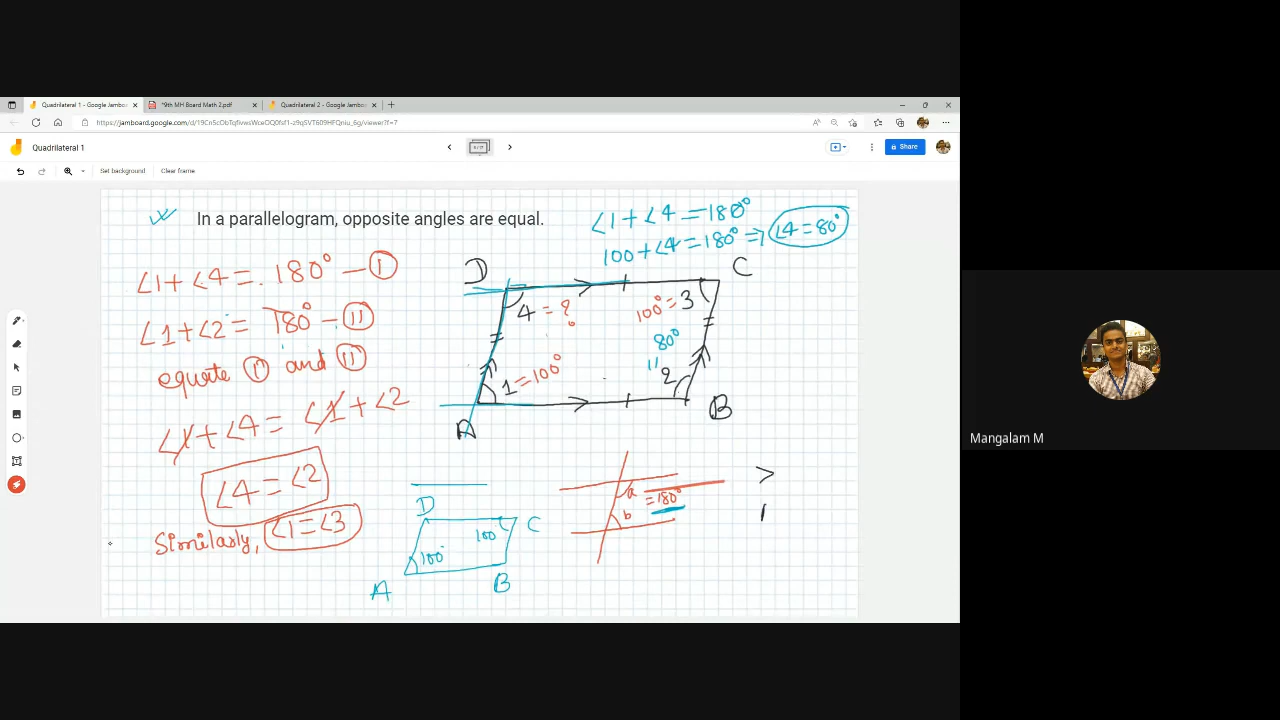 Quadrilateral 1 - Google Jambo
*9th MH Board Math 2.pdf
Quadrilateral 2 - Google Jambo
Quadrilateral 1
Share
Set background
Clear frame
In a parallelogram, opposite angles are equal.
∠1+∠4=180°
100+∠4=180° ⇒ ∠4=80°
∠1+∠4=180° — I
∠1+∠2=180° — II
equate I and II
∠1+∠4=∠1+∠2
∠4=∠2
Similarly, ∠1=∠3
D
C
4=?
100°=3
80°
"
1=100°
2
A
B
D
C
100
100°
A
B
a
=180°
b
>
Mangalam M